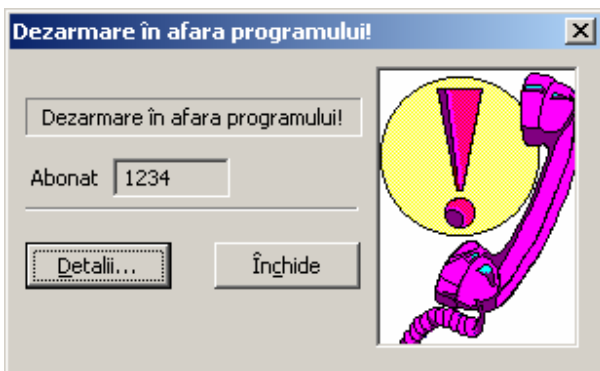 Dezarmare în afara programului!
Dezarmare în afara programului!
Abonat 1234
Detalii... Închide